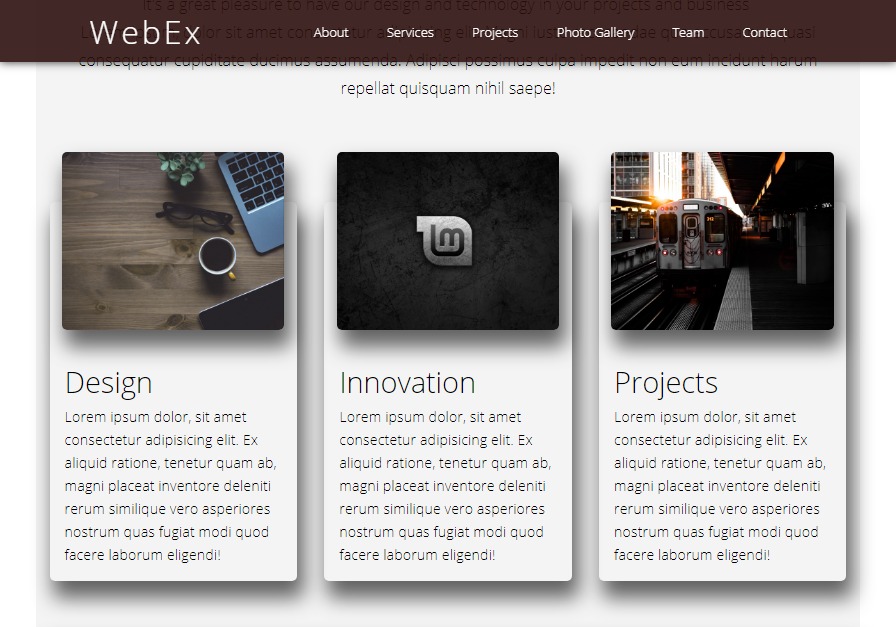 It's a great pleasure to have our design and technology in your projects and business
WebEx
About
Services
Projects
Photo Gallery
Team
Contact
consequatur cupiditate ducimus assumenda. Adipisci possimus culpa impedit non eum incidunt harum
repellat quisquam nihil saepe!
lm
Design
Lorem ipsum dolor, sit amet
consectetur adipisicing elit. Ex
aliquid ratione, tenetur quam ab,
magni placeat inventore deleniti
rerum similique vero asperiores
nostrum quas fugiat modi quod
facere laborum eligendi!
Innovation
Lorem ipsum dolor, sit amet
consectetur adipisicing elit. Ex
aliquid ratione, tenetur quam ab,
magni placeat inventore deleniti
rerum similique vero asperiores
nostrum quas fugiat modi quod
facere laborum eligendi!
Projects
Lorem ipsum dolor, sit amet
consectetur adipisicing elit. Ex
aliquid ratione, tenetur quam ab,
magni placeat inventore deleniti
rerum similique vero asperiores
nostrum quas fugiat modi quod
facere laborum eligendi!